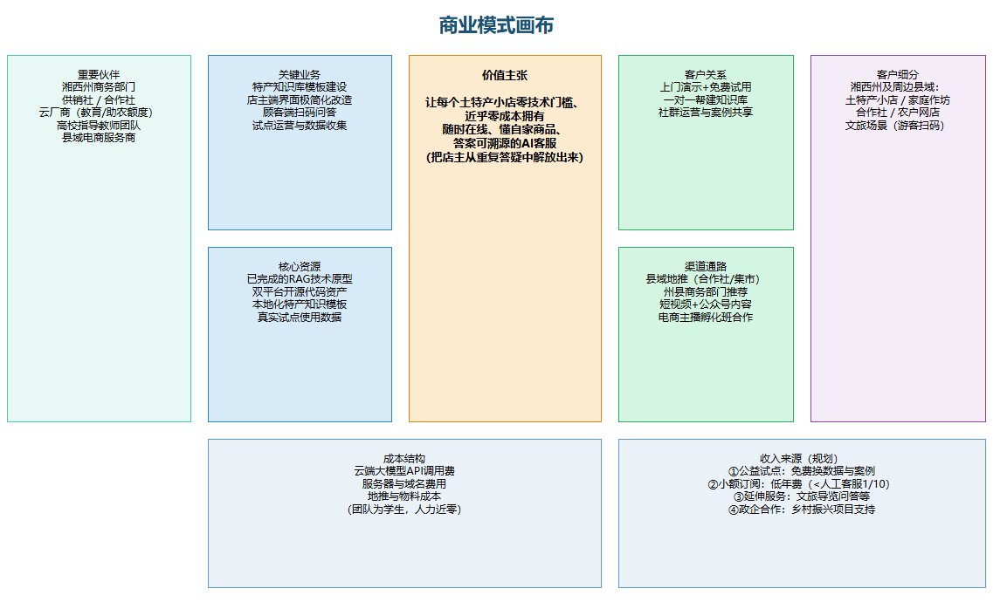 商业模式画布
重要伙伴
湘西州商务部门
供销社 / 合作社
云厂商（教育/助农额度）
高校指导教师团队
县域电商服务商
关键业务
特产知识库模板建设
店主端界面极简化改造
顾客端扫码问答
试点运营与数据收集
核心资源
已完成的RAG技术原型
双平台开源代码资产
本地化特产知识模板
真实试点使用数据
价值主张
让每个土特产小店零技术门槛、
近乎零成本拥有
随时在线、懂自家商品、
答案可溯源的AI客服
（把店主从重复答疑中解放出来）
客户关系
上门演示+免费试用
一对一帮建知识库
社群运营与案例共享
渠道通路
县域地推（合作社/集市）
州县商务部门推荐
短视频+公众号内容
电商主播孵化班合作
客户细分
湘西州及周边县域：
土特产小店 / 家庭作坊
合作社 / 农户网店
文旅场景（游客扫码）
成本结构
云端大模型API调用费
服务器与域名费用
地推与物料成本
（团队为学生，人力近零）
收入来源（规划）
①公益试点：免费换数据与案例
②小额订阅：低年费（<人工客服1/10）
③延伸服务：文旅导览问答等
④政企合作：乡村振兴项目支持